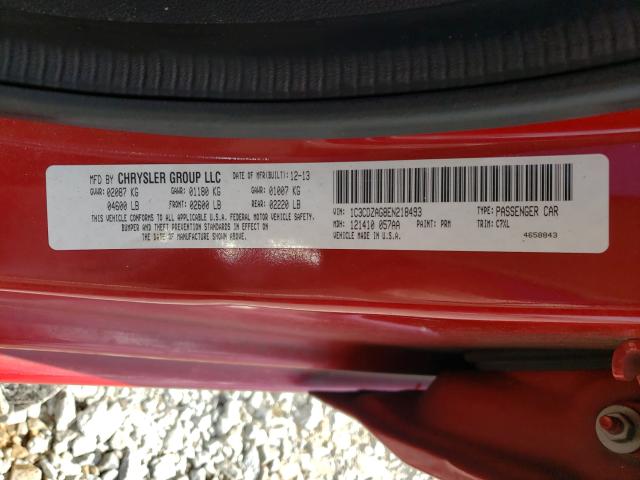 MFD BY CHRYSLER GROUP LLC DATE OF MFR(BUILT): 12-13
GVWR: 02087 KG GAWR: 01180 KG GAWR: 01007 KG
04600 LB FRONT: 02600 LB REAR: 02220 LB
THIS VEHICLE CONFORMS TO ALL APPLICABLE U.S.A. FEDERAL MOTOR VEHICLE SAFETY,
BUMPER AND THEFT PREVENTION STANDARDS IN EFFECT ON
THE DATE OF MANUFACTURE SHOWN ABOVE.
VIN: 1C3CDZAG8EN218493 TYPE: PASSENGER CAR
MDH: 121410 057AA PAINT: PRM TRIM: C7XL
VEHICLE MADE IN U.S.A. 4658843